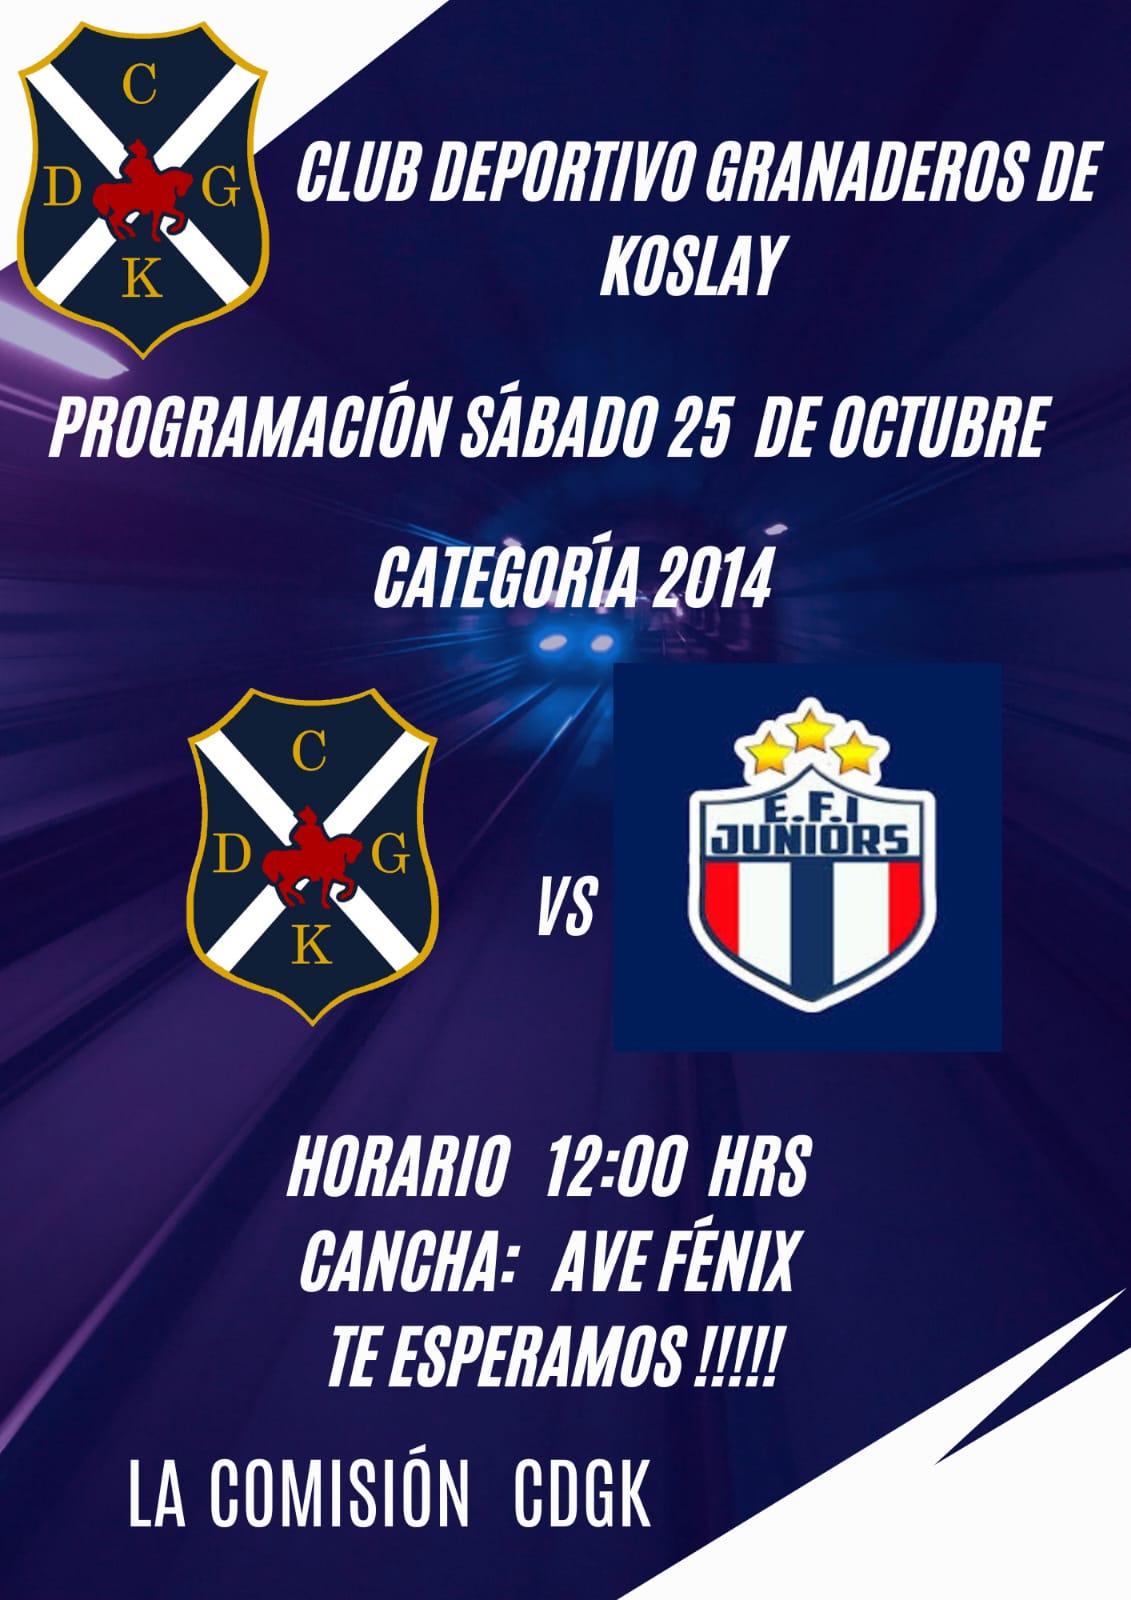 C
D G
K
CLUB DEPORTIVO GRANADEROS DE
KOSLAY
PROGRAMACIÓN SÁBADO 25 DE OCTUBRE
CATEGORÍA 2014
C
D G
K
VS
E.F.I
JUNIORS
HORARIO 12:00 HRS
CANCHA: AVE FÉNIX
TE ESPERAMOS !!!!!
LA COMISIÓN CDGK